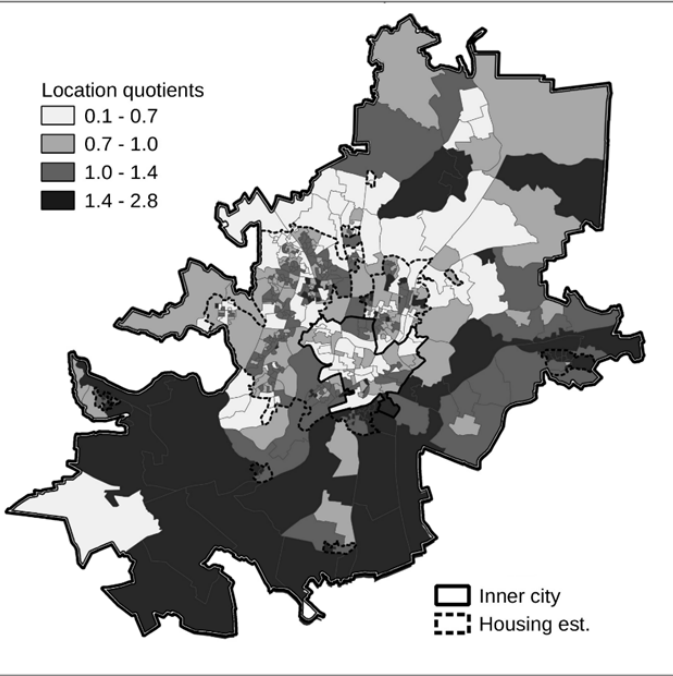 Location quotients
0.1 - 0.7
0.7 - 1.0
1.0 - 1.4
1.4 - 2.8
Inner city
Housing est.